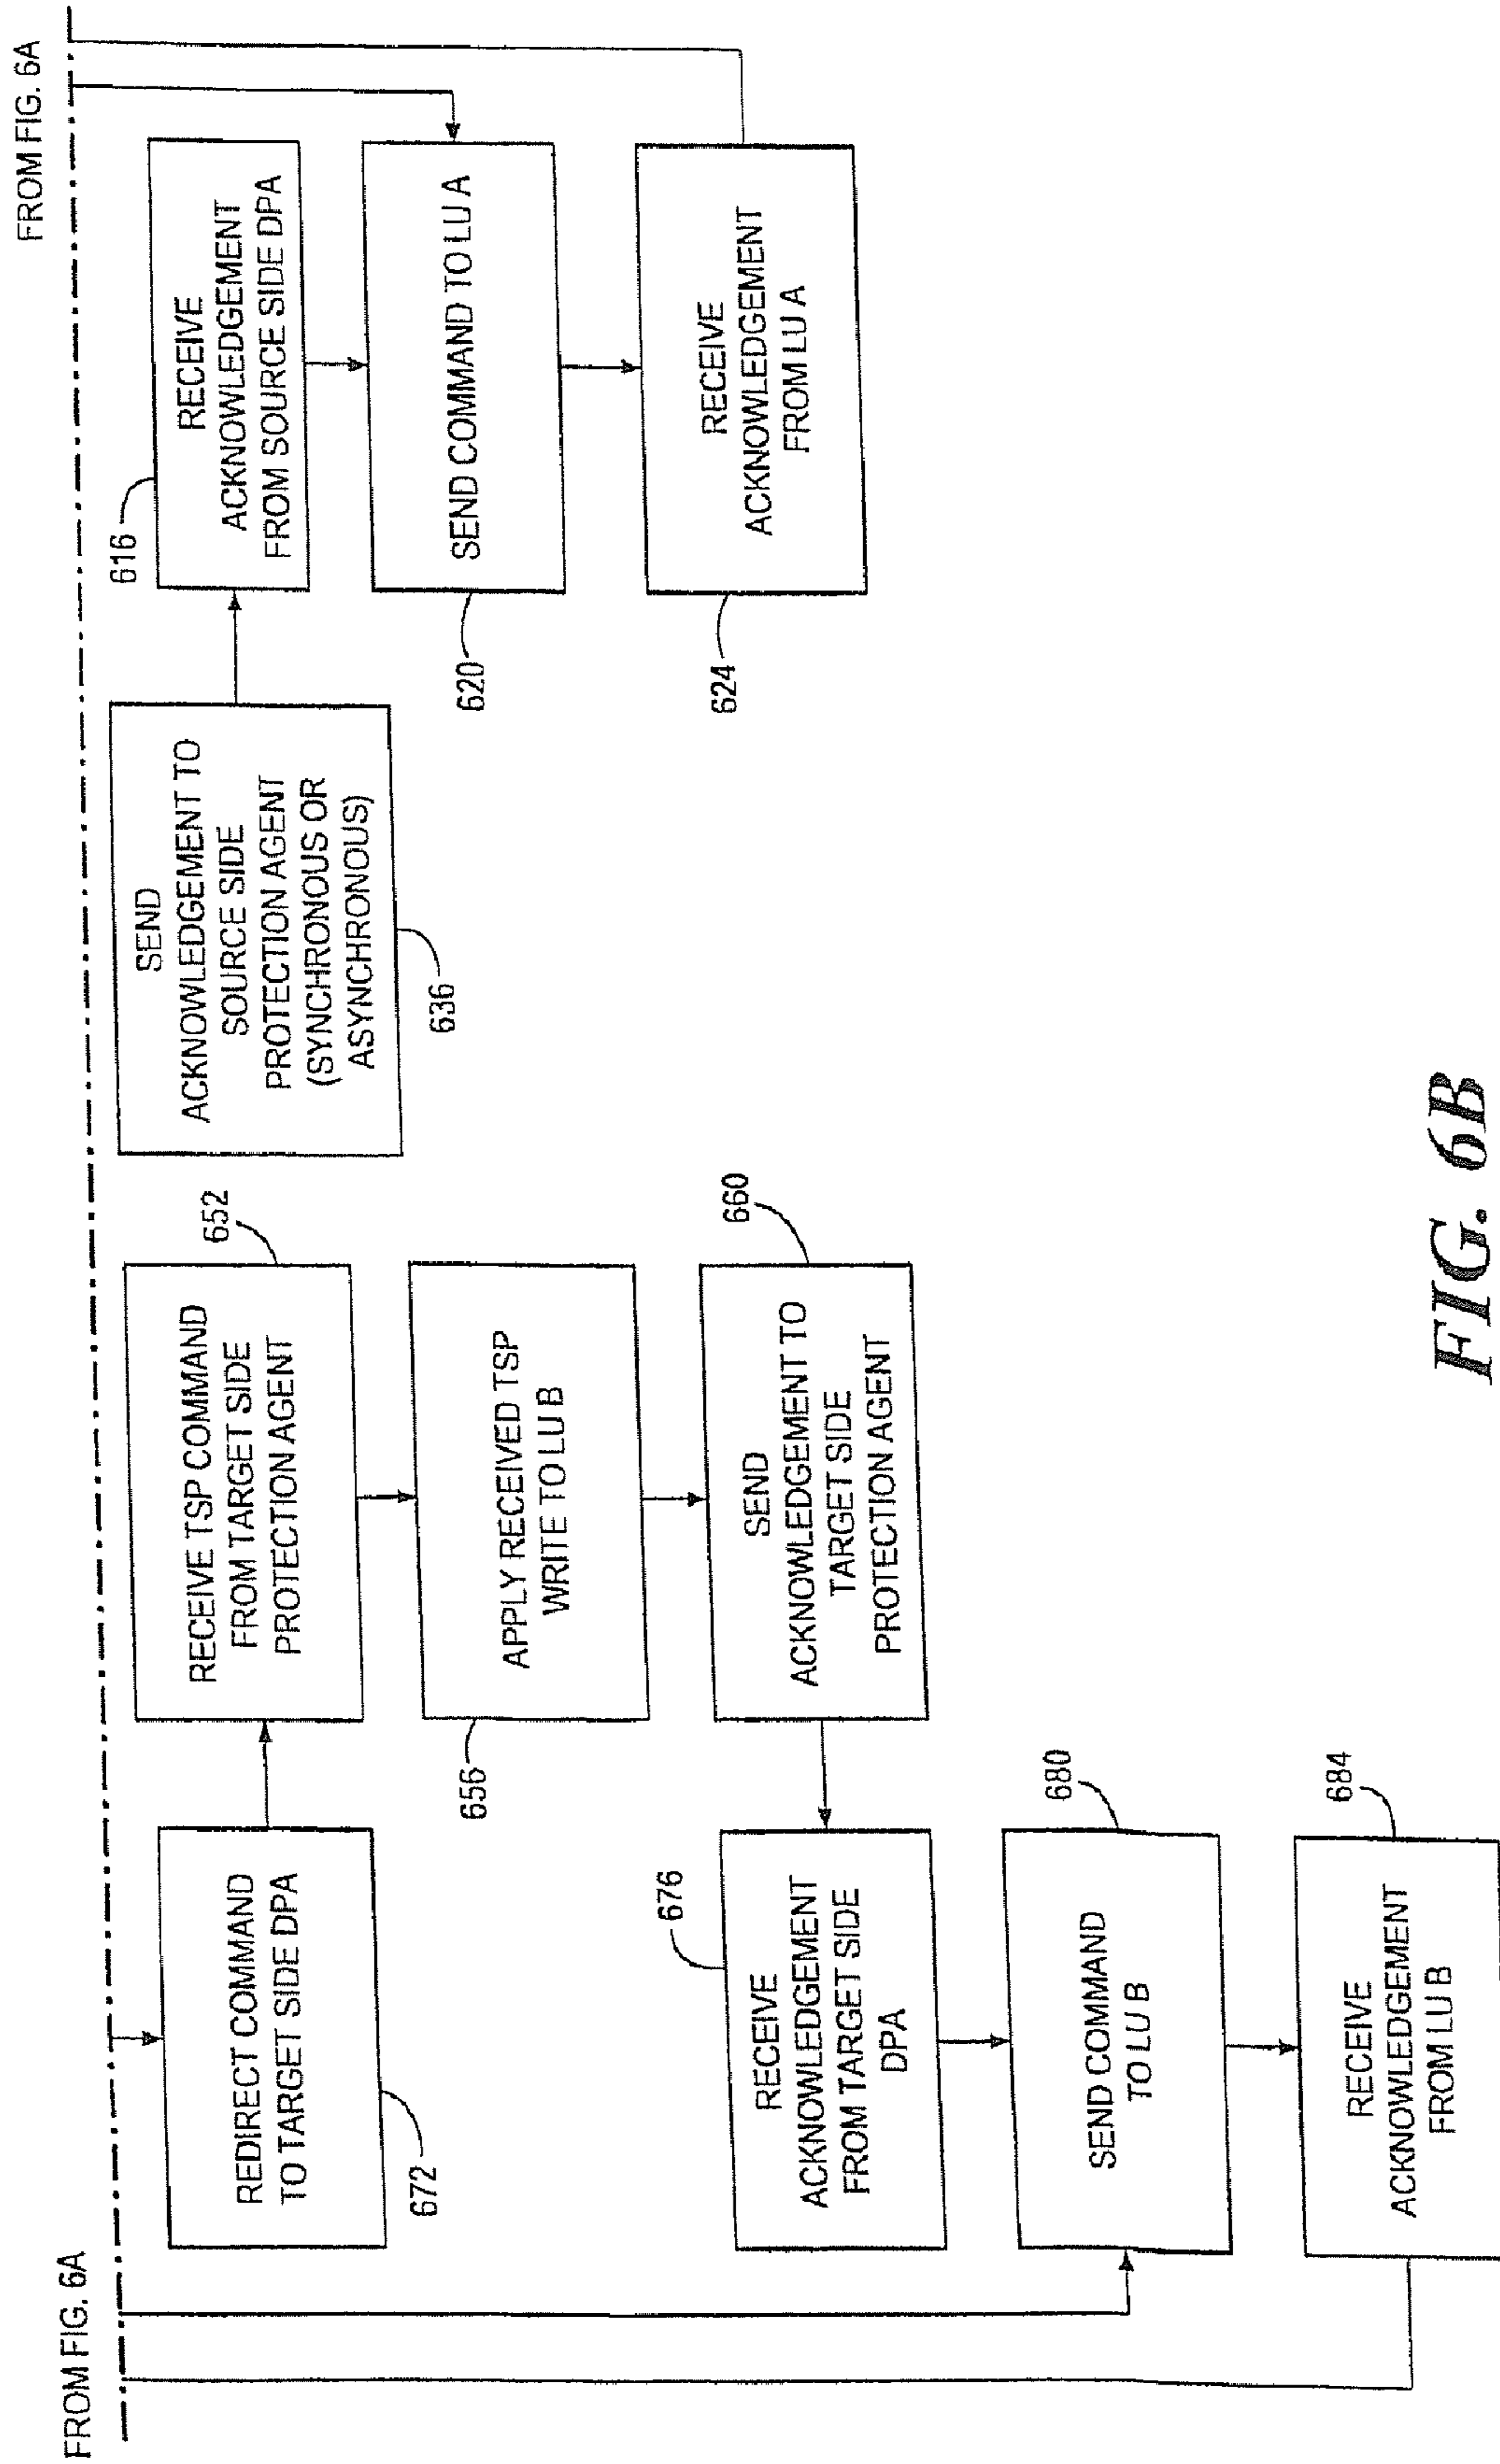 FROM FIG. 6A
FROM FIG. 6A
REDIRECT COMMAND
TO TARGET SIDE DPA
672
RECEIVE TSP COMMAND
FROM TARGET SIDE
PROTECTION AGENT
652
APPLY RECEIVED TSP
WRITE TO LU B
656
SEND
ACKNOWLEDGEMENT TO
TARGET SIDE
PROTECTION AGENT
660
RECEIVE
ACKNOWLEDGEMENT
FROM TARGET SIDE
DPA
676
SEND COMMAND
TO LU B
680
RECEIVE
ACKNOWLEDGEMENT
FROM LU B
684
SEND
ACKNOWLEDGEMENT TO
SOURCE SIDE
PROTECTION AGENT
(SYNCHRONOUS OR
ASYNCHRONOUS)
636
RECEIVE
ACKNOWLEDGEMENT
FROM SOURCE SIDE DPA
616
SEND COMMAND TO LU A
620
RECEIVE
ACKNOWLEDGEMENT
FROM LU A
624
FIG. 6B